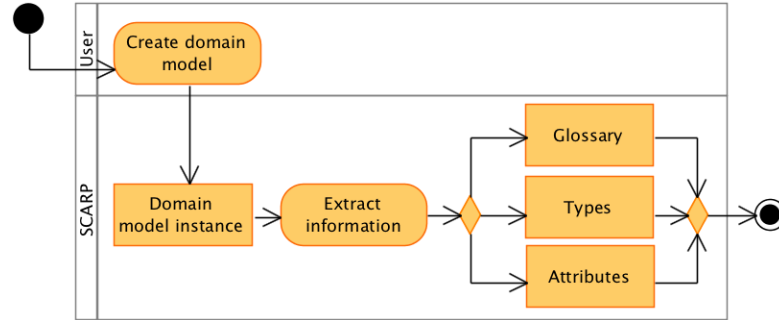 User
Create domain
model
SCARP
Domain
model instance
Extract
information
Glossary
Types
Attributes